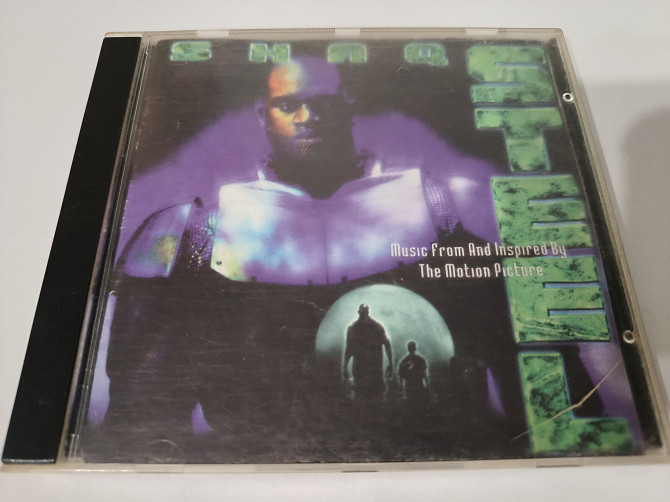 SHAQ
STEEL
Music From And Inspired By
The Motion Picture